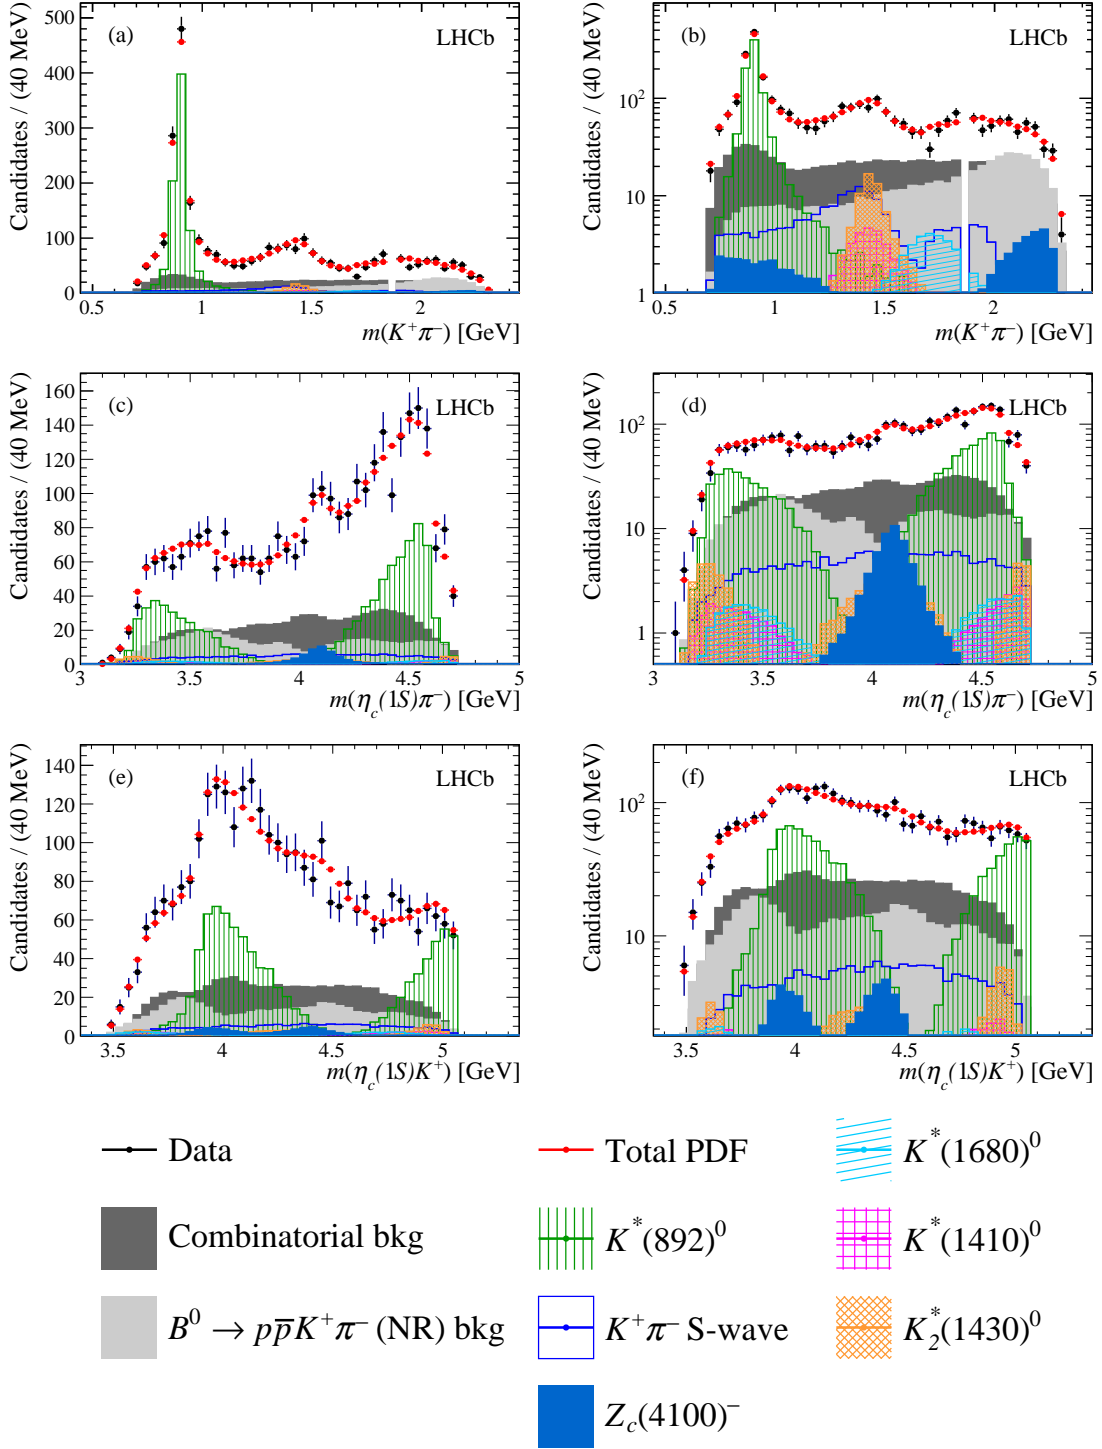 (a) LHCb
Candidates / (40 MeV)
500
400
300
200
100
0
0.5 1 1.5 2
m(K⁺π⁻) [GeV]
(b) LHCb
Candidates / (40 MeV)
10²
10
1
0.5 1 1.5 2
m(K⁺π⁻) [GeV]
(c) LHCb
Candidates / (40 MeV)
160
140
120
100
80
60
40
20
0
3 3.5 4 4.5 5
m(η_c(1S)π⁻) [GeV]
(d) LHCb
Candidates / (40 MeV)
10²
10
1
3 3.5 4 4.5 5
m(η_c(1S)π⁻) [GeV]
(e) LHCb
Candidates / (40 MeV)
140
120
100
80
60
40
20
0
3.5 4 4.5 5
m(η_c(1S)K⁺) [GeV]
(f) LHCb
Candidates / (40 MeV)
10²
10
3.5 4 4.5 5
m(η_c(1S)K⁺) [GeV]
Data
Total PDF
K*(1680)⁰
Combinatorial bkg
K*(892)⁰
K*(1410)⁰
B⁰ → pp̅K⁺π⁻ (NR) bkg
K⁺π⁻ S-wave
K₂*(1430)⁰
Z_c(4100)⁻